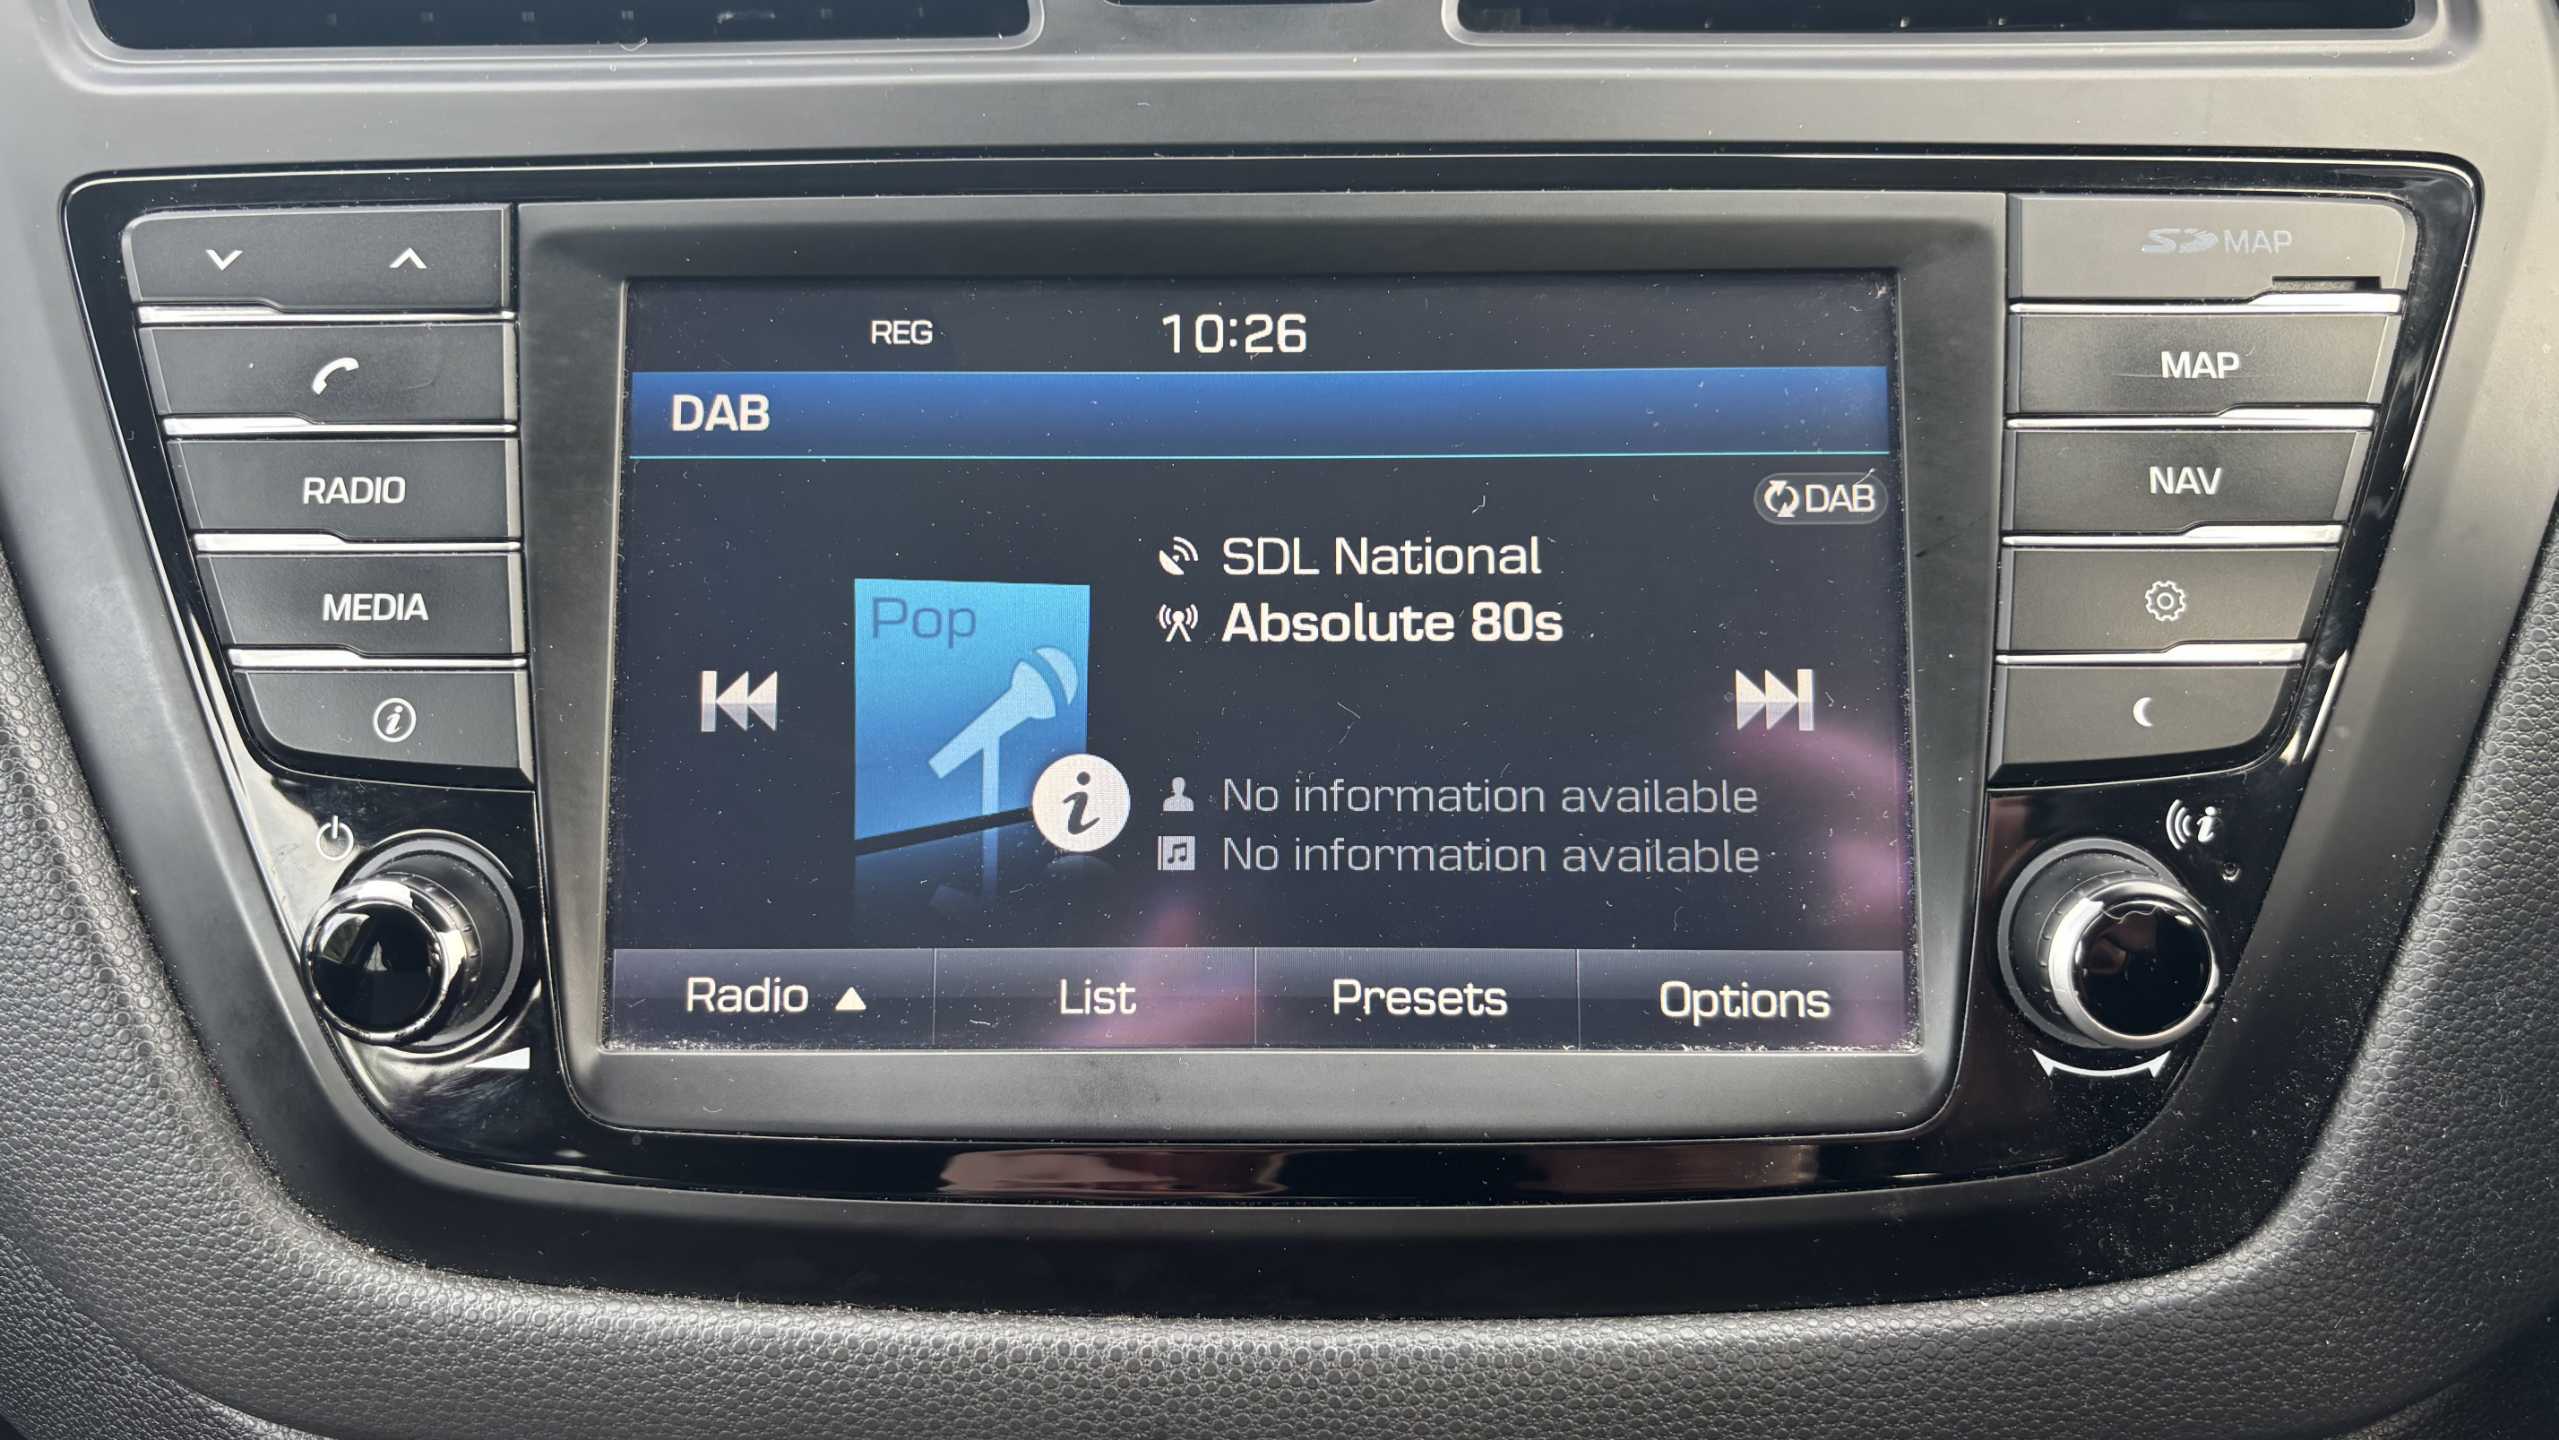 SD MAP
MAP
NAV
RADIO
MEDIA
REG 10:26
DAB
DAB
SDL National
Absolute 80s
Pop
No information available
No information available
Radio List Presets Options